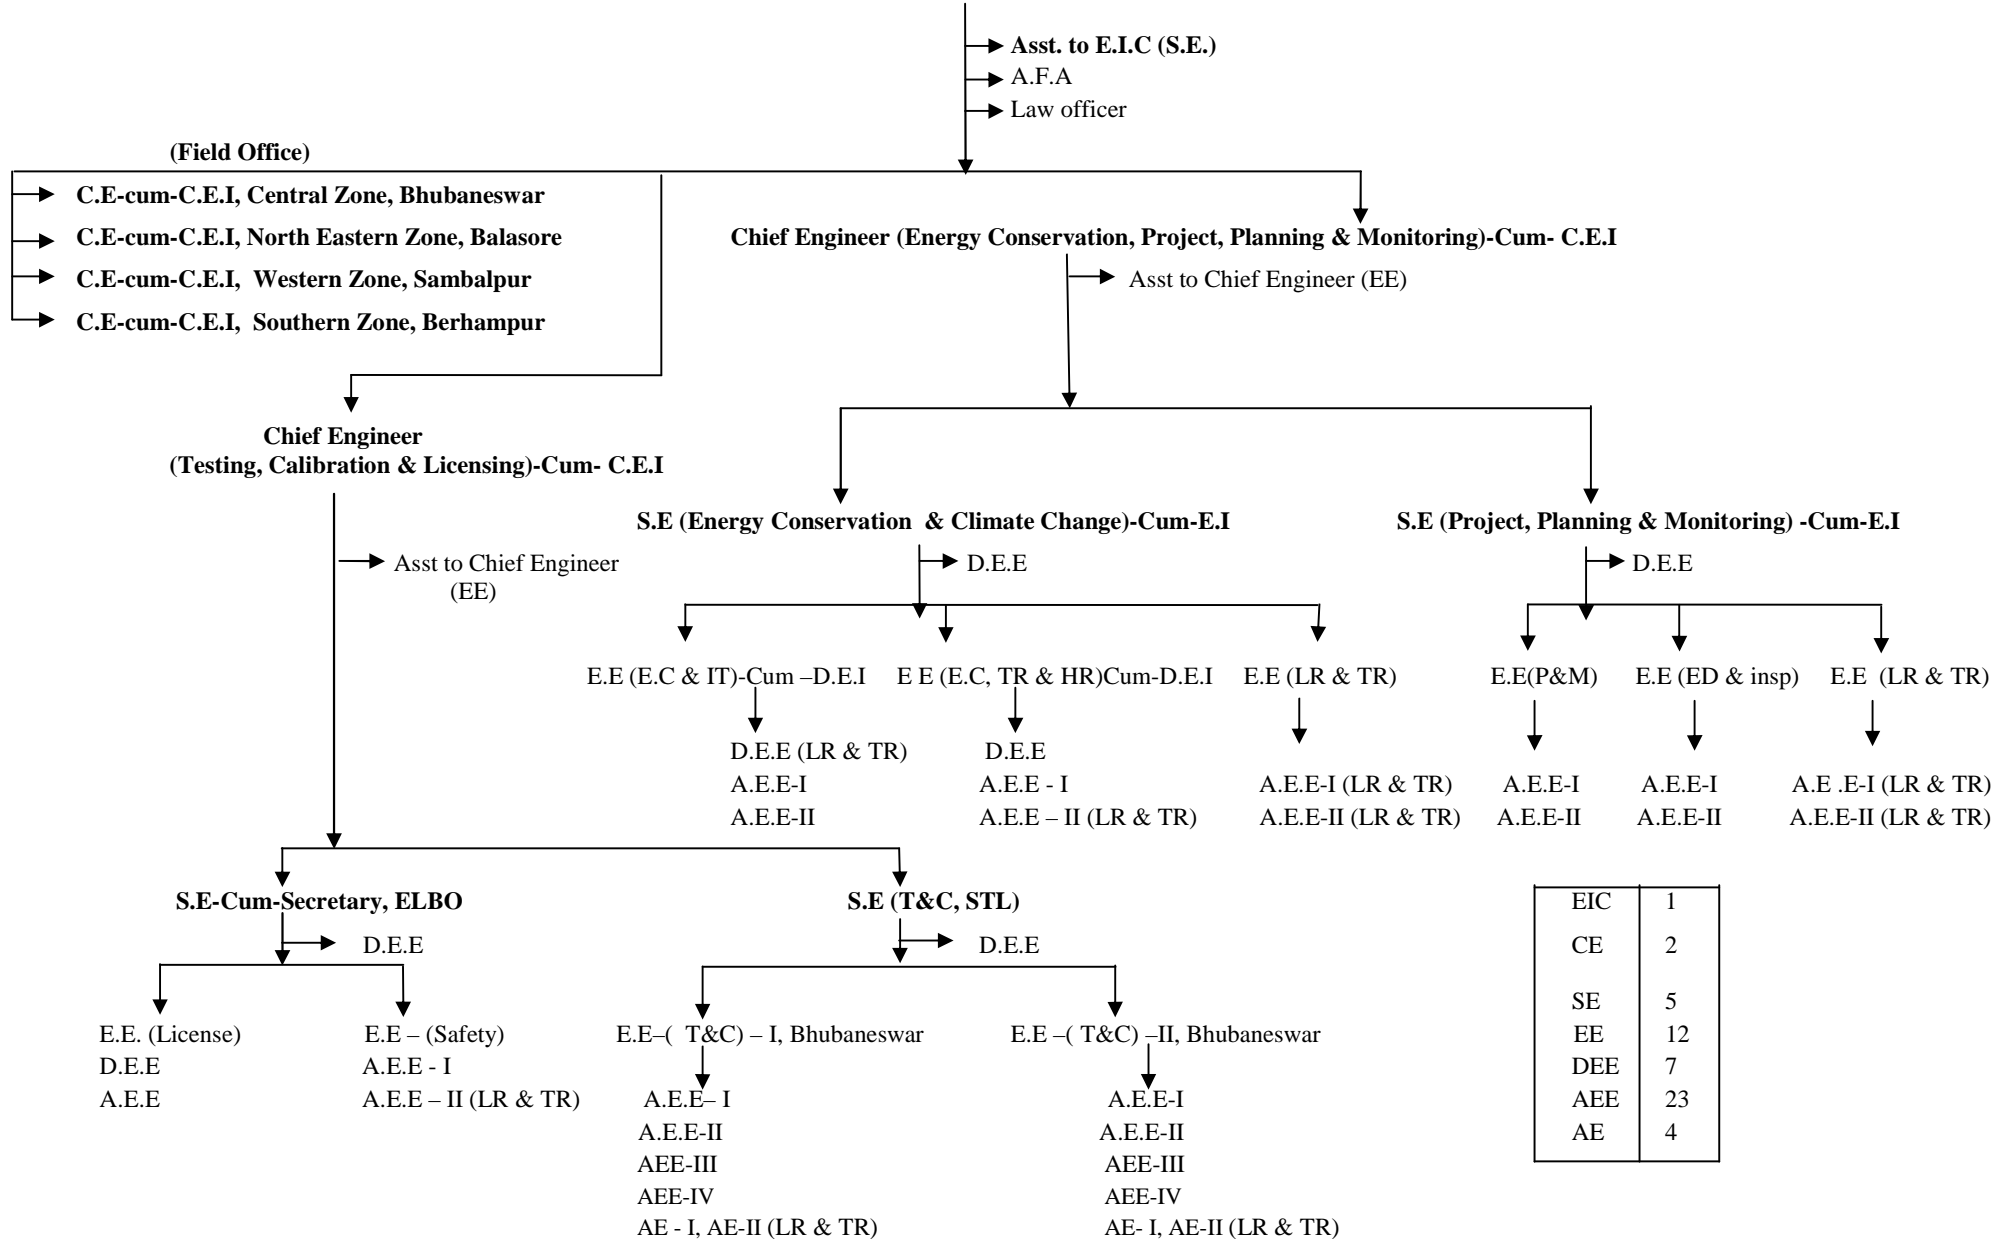 Asst. to E.I.C (S.E.)
A.F.A
Law officer
(Field Office)
C.E-cum-C.E.I, Central Zone, Bhubaneswar
C.E-cum-C.E.I, North Eastern Zone, Balasore
C.E-cum-C.E.I, Western Zone, Sambalpur
C.E-cum-C.E.I, Southern Zone, Berhampur
Chief Engineer (Energy Conservation, Project, Planning & Monitoring)-Cum- C.E.I
Asst to Chief Engineer (EE)
Chief Engineer
(Testing, Calibration & Licensing)-Cum- C.E.I
Asst to Chief Engineer
(EE)
S.E (Energy Conservation & Climate Change)-Cum-E.I
D.E.E
S.E (Project, Planning & Monitoring) -Cum-E.I
D.E.E
E.E (E.C & IT)-Cum –D.E.I
D.E.E (LR & TR)
A.E.E-I
A.E.E-II
E E (E.C, TR & HR)Cum-D.E.I
D.E.E
A.E.E - I
A.E.E – II (LR & TR)
E.E (LR & TR)
A.E.E-I (LR & TR)
A.E.E-II (LR & TR)
E.E(P&M)
A.E.E-I
A.E.E-II
E.E (ED & insp)
A.E.E-I
A.E.E-II
E.E (LR & TR)
A.E .E-I (LR & TR)
A.E.E-II (LR & TR)
S.E-Cum-Secretary, ELBO
D.E.E
E.E. (License)
D.E.E
A.E.E
E.E – (Safety)
A.E.E - I
A.E.E – II (LR & TR)
S.E (T&C, STL)
D.E.E
E.E–( T&C) – I, Bhubaneswar
A.E.E– I
A.E.E-II
AEE-III
AEE-IV
AE - I, AE-II (LR & TR)
E.E –( T&C) –II, Bhubaneswar
A.E.E-I
A.E.E-II
AEE-III
AEE-IV
AE- I, AE-II (LR & TR)
EIC 1
CE 2
SE 5
EE 12
DEE 7
AEE 23
AE 4